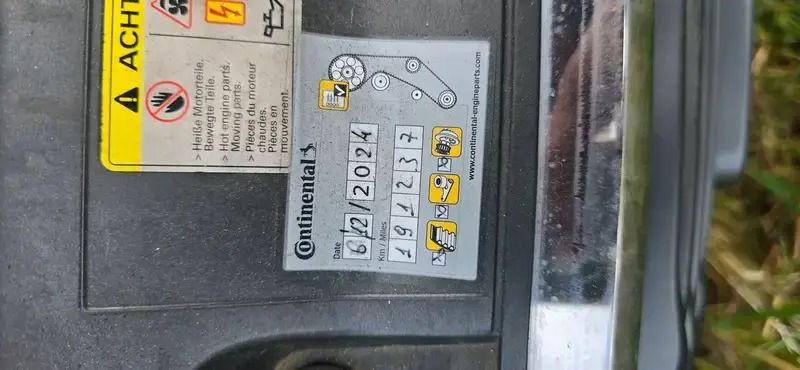 ACHT
> Heiße Motorteile.
Bewegte Teile.
> Hot engine parts.
Moving parts.
> Pièces du moteur
chaudes.
Pièces en
mouvement.
Continental
Date
6/12/2024
Km / Miles
191237
www.continental-engineparts.com